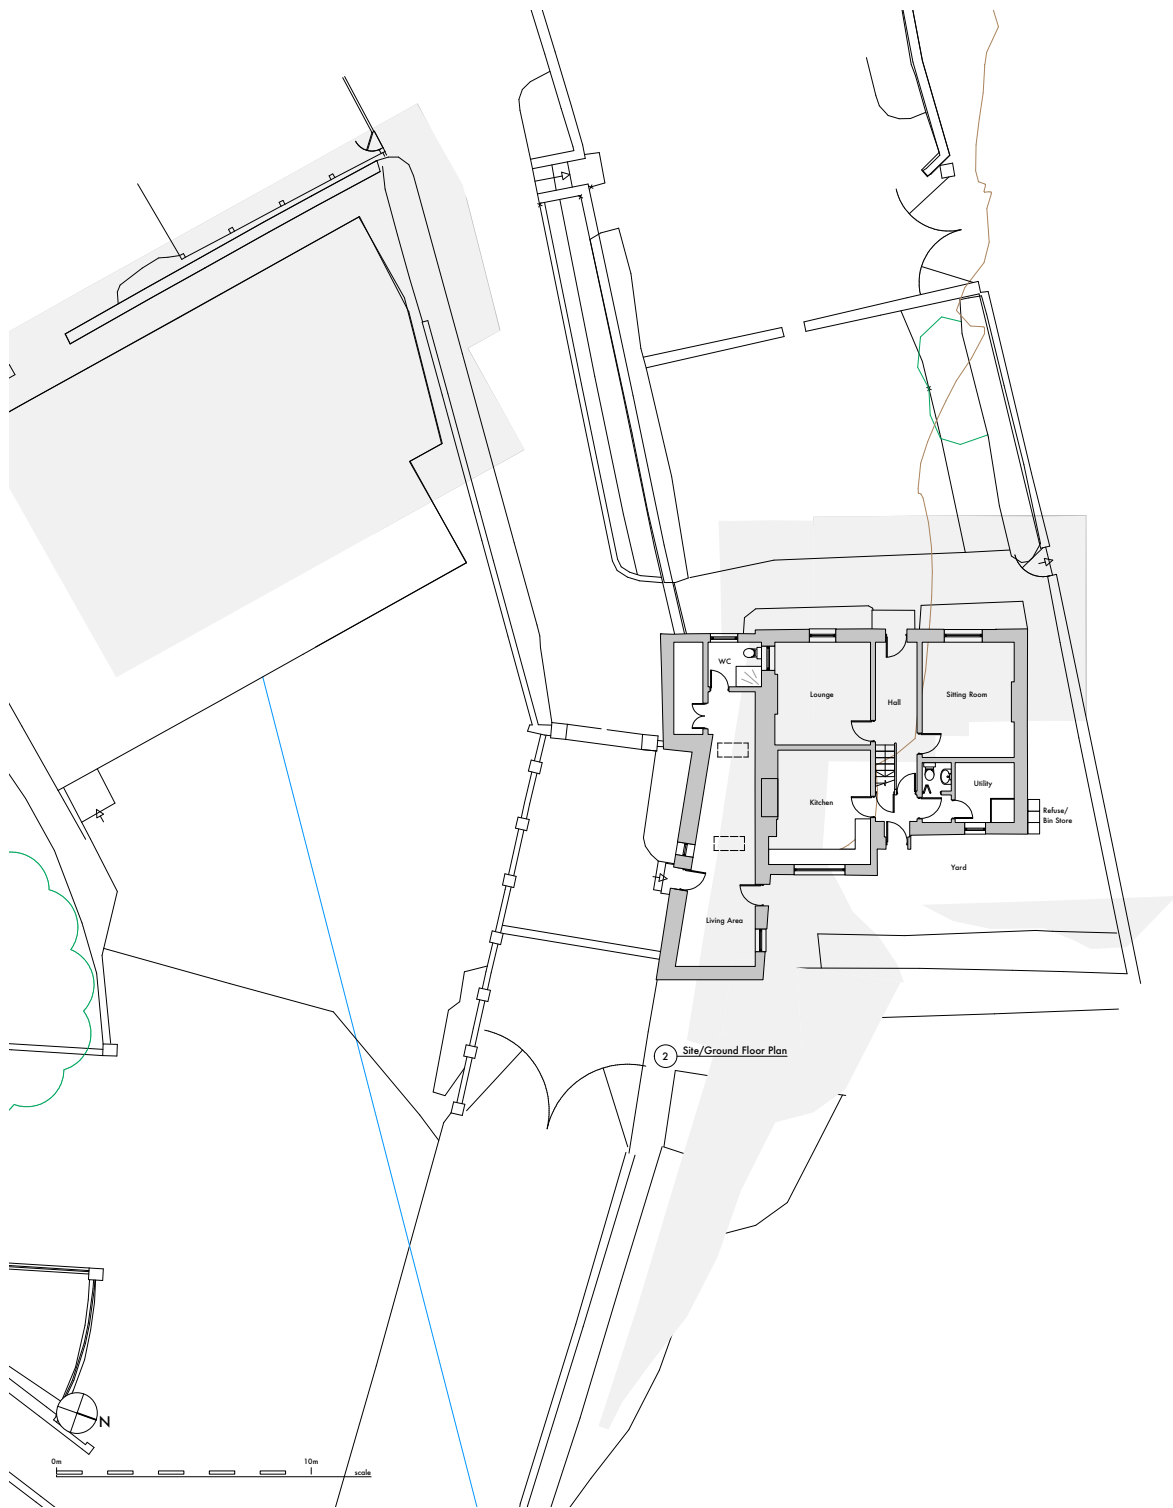 WC
Lounge
Hall
Sitting Room
Kitchen
Utility
Refuse/
Bin Store
Yard
Living Area
2 Site/Ground Floor Plan
N
0m 10m
scale